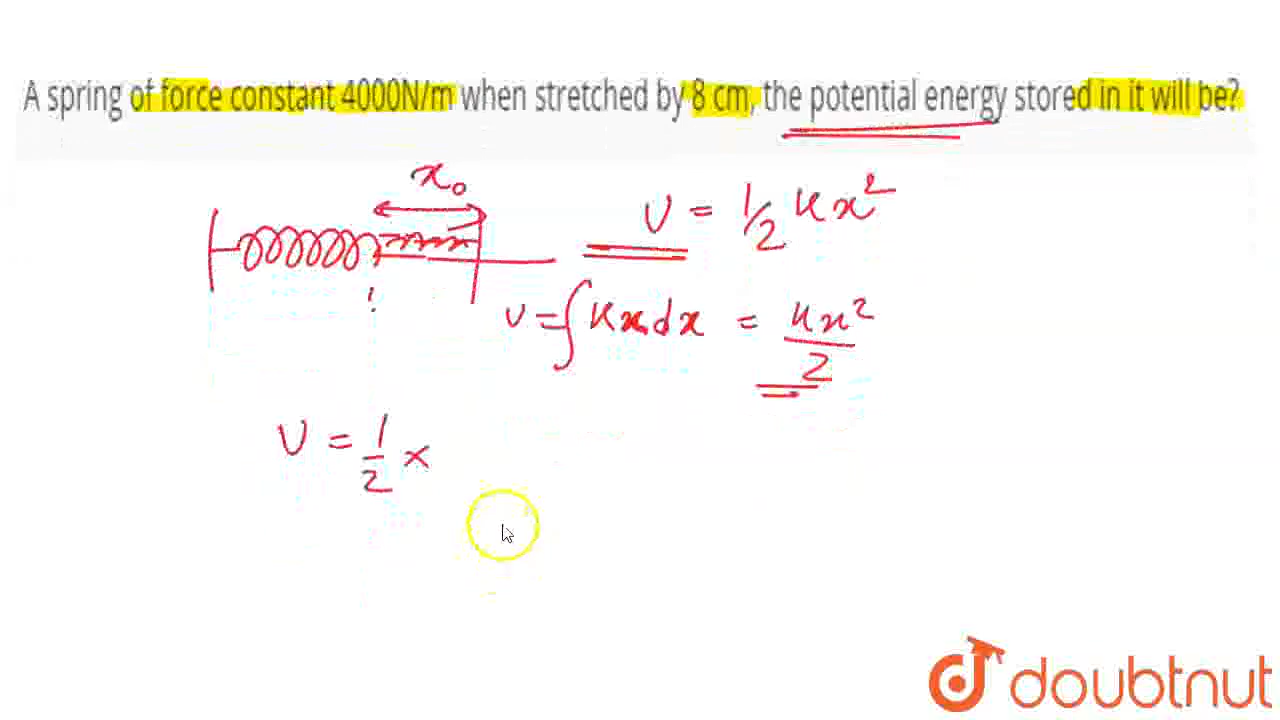 A spring of force constant 4000N/m when stretched by 8 cm, the potential energy stored in it will be?
x₀
U = 1/2 kx²
U = ∫ kx dx = kx²/2
U = 1/2 ×
doubtnut